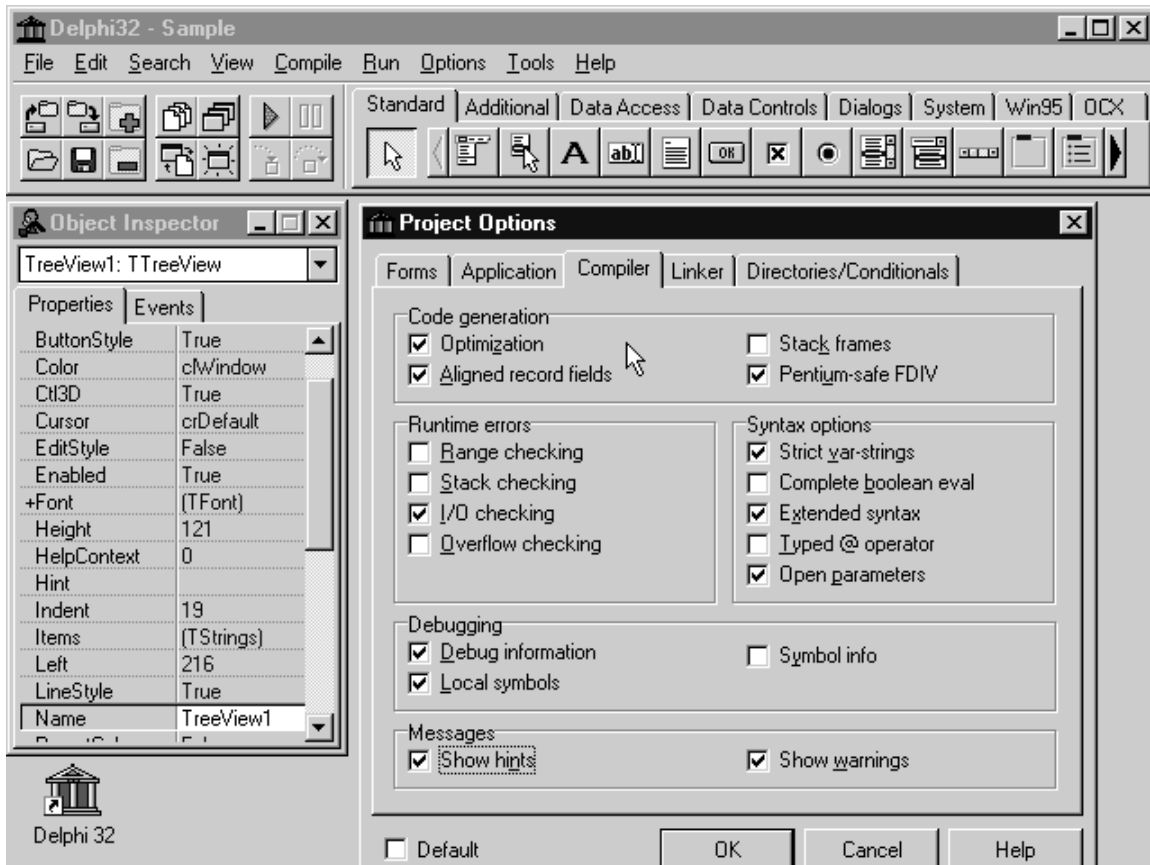 Delphi32 - Sample
File Edit Search View Compile Run Options Tools Help
Standard Additional Data Access Data Controls Dialogs System Win95 OCX
A ab OK
Object Inspector
TreeView1: TTreeView
Properties Events
ButtonStyle True
Color clWindow
Ctl3D True
Cursor crDefault
EditStyle False
Enabled True
+Font (TFont)
Height 121
HelpContext 0
Hint
Indent 19
Items (TStrings)
Left 216
LineStyle True
Name TreeView1
Delphi 32
Project Options
Forms Application Compiler Linker Directories/Conditionals
Code generation
Optimization
Aligned record fields
Stack frames
Pentium-safe FDIV
Runtime errors
Range checking
Stack checking
I/O checking
Overflow checking
Syntax options
Strict var-strings
Complete boolean eval
Extended syntax
Typed @ operator
Open parameters
Debugging
Debug information
Local symbols
Symbol info
Messages
Show hints
Show warnings
Default OK Cancel Help